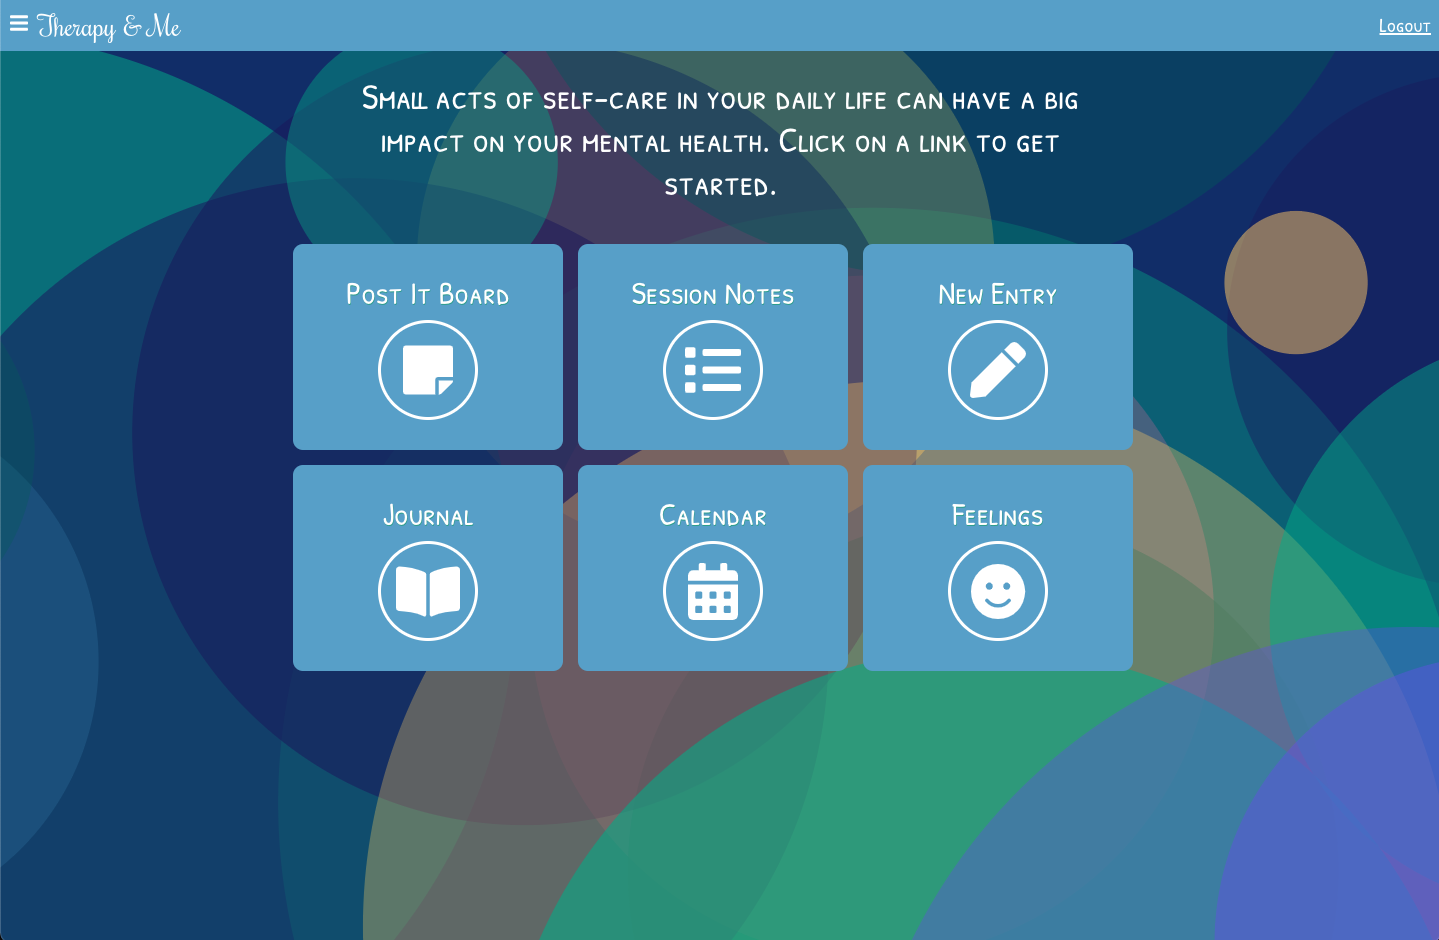 Therapy & Me
Logout
Small acts of self-care in your daily life can have a big
impact on your mental health. Click on a link to get
started.
Post It Board
Session Notes
New Entry
Journal
Calendar
Feelings